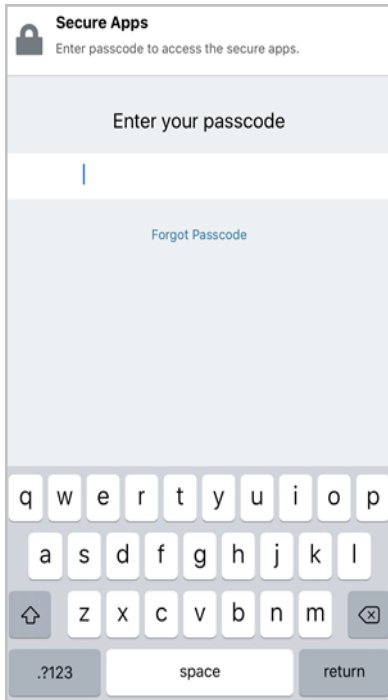 Secure Apps
Enter passcode to access the secure apps.
Enter your passcode
Forgot Passcode
q w e r t y u i o p
a s d f g h j k l
z x c v b n m
.?123 space return